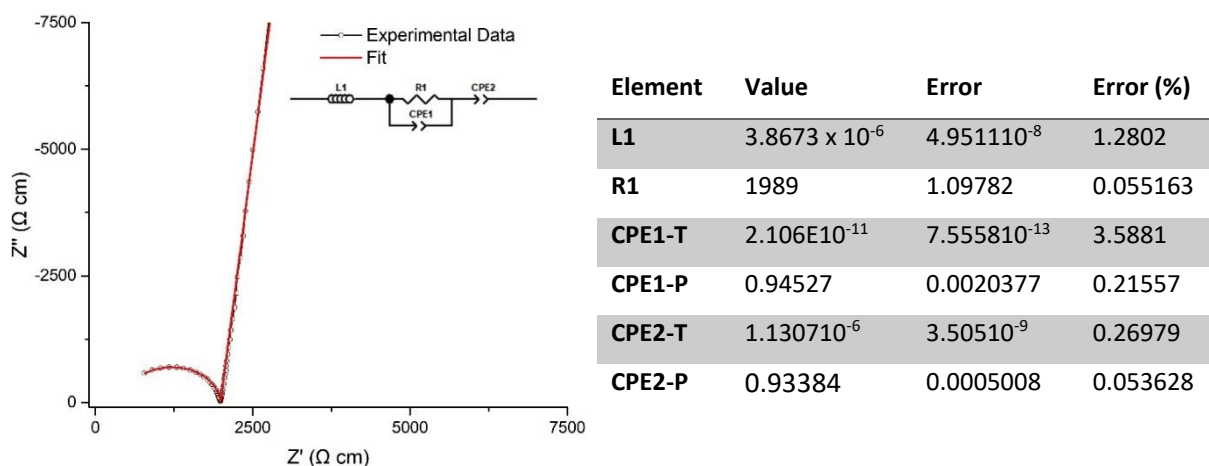 -7500
-5000
-2500
0
Z'' (Ω cm)
0
2500
5000
7500
Z' (Ω cm)
Experimental Data
Fit
L1
R1
CPE1
CPE2
Element Value Error Error (%)
L1 3.8673 x 10⁻⁶ 4.951110⁻⁸ 1.2802
R1 1989 1.09782 0.055163
CPE1-T 2.106E10⁻¹¹ 7.555810⁻¹³ 3.5881
CPE1-P 0.94527 0.0020377 0.21557
CPE2-T 1.130710⁻⁶ 3.50510⁻⁹ 0.26979
CPE2-P 0.93384 0.0005008 0.053628